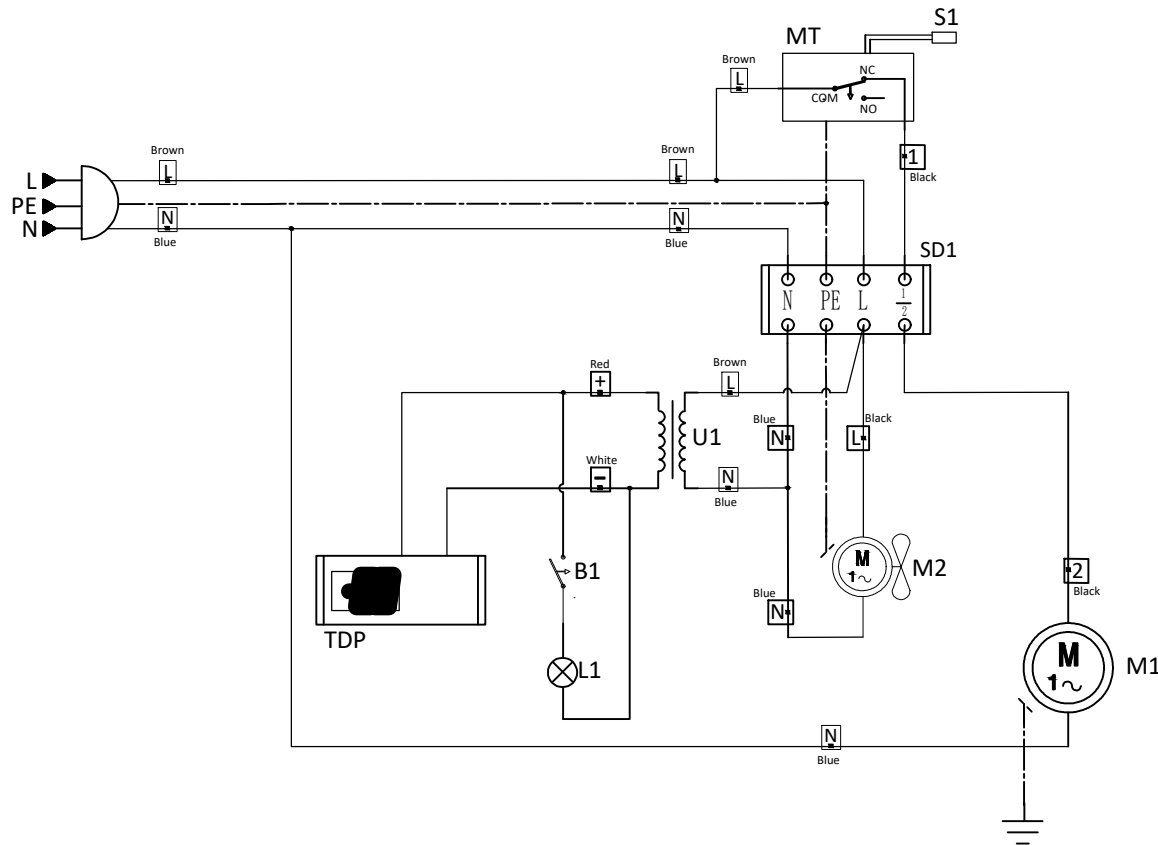 S1
MT
Brown
L
NC
COM
NO
1
Black
Brown
L
Brown
L
L
PE
N
N
Blue
N
Blue
SD1
N PE L 1/2
Red
+
Brown
L
U1
Blue
N
Black
L
White
−
N
Blue
B1
M
1~
M2
TDP
Blue
N
2
Black
L1
M
1~
M1
N
Blue